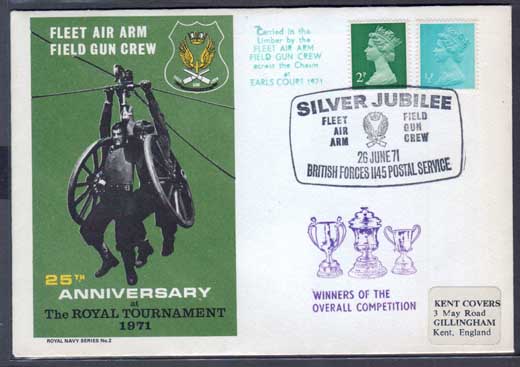 FLEET AIR ARM
FIELD GUN CREW
25TH
ANNIVERSARY
at
The ROYAL TOURNAMENT
1971
ROYAL NAVY SERIES No.2
Carried in the
Limber by the
FLEET AIR ARM
FIELD GUN CREW
across the Chasm
at
EARLS COURT 1971
2P
½P
SILVER JUBILEE
FLEET FIELD
AIR GUN
ARM CREW
26 JUNE 71
BRITISH FORCES 1145 POSTAL SERVICE
WINNERS OF THE
OVERALL COMPETITION
KENT COVERS
3 May Road
GILLINGHAM
Kent, England